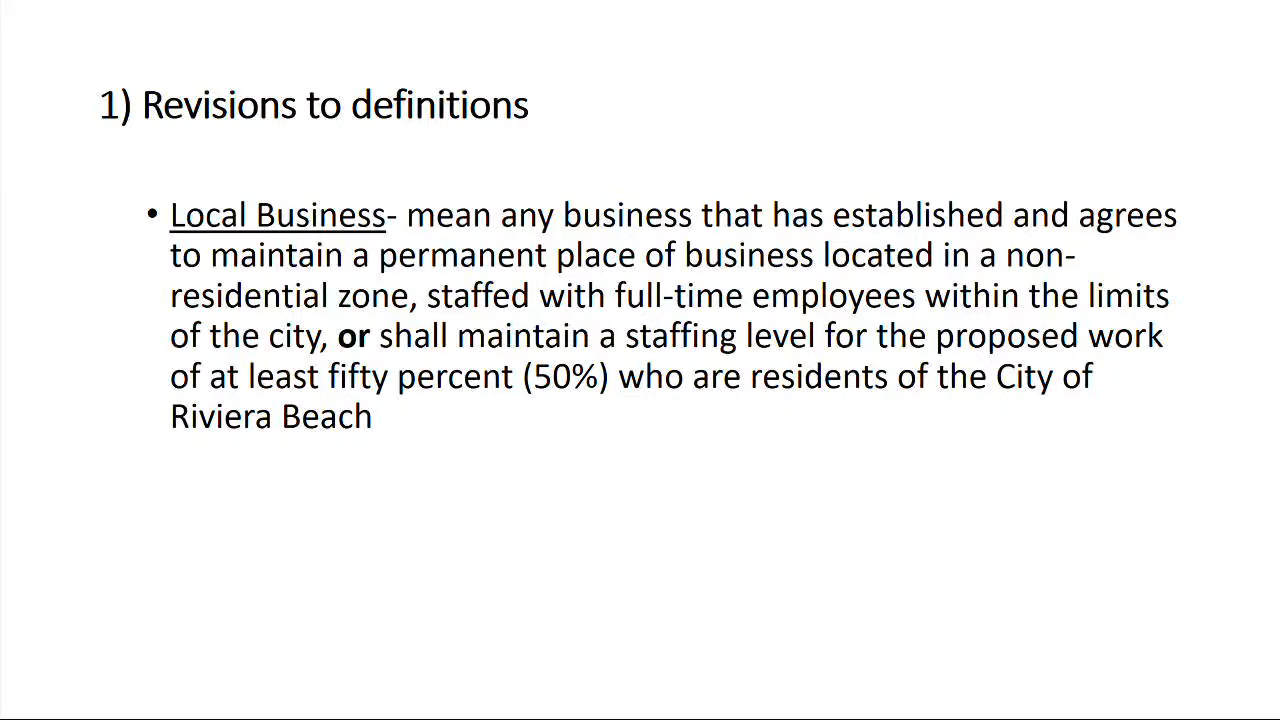 1) Revisions to definitions
• Local Business- mean any business that has established and agrees
to maintain a permanent place of business located in a non-
residential zone, staffed with full-time employees within the limits
of the city, or shall maintain a staffing level for the proposed work
of at least fifty percent (50%) who are residents of the City of
Riviera Beach